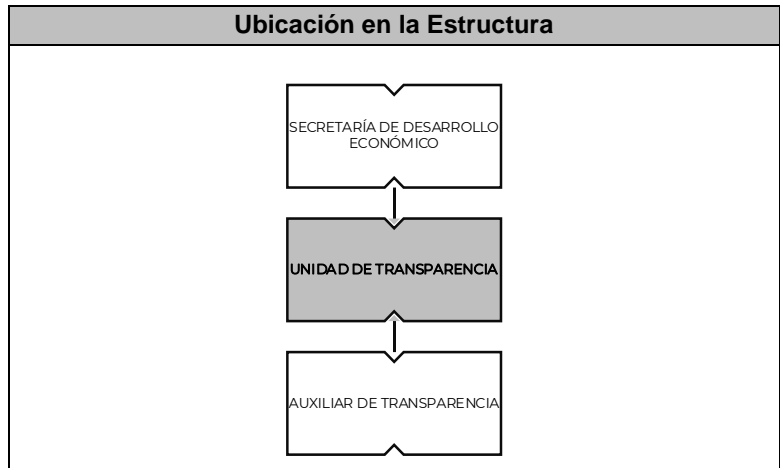 Ubicación en la Estructura
SECRETARÍA DE DESARROLLO
ECONÓMICO
UNIDAD DE TRANSPARENCIA
AUXILIAR DE TRANSPARENCIA